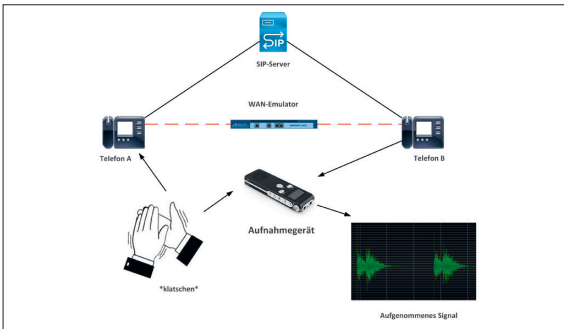 SIP
SIP-Server
WAN-Emulator
Telefon A
Telefon B
Aufnahmegerät
*klatschen*
Aufgenommenes Signal